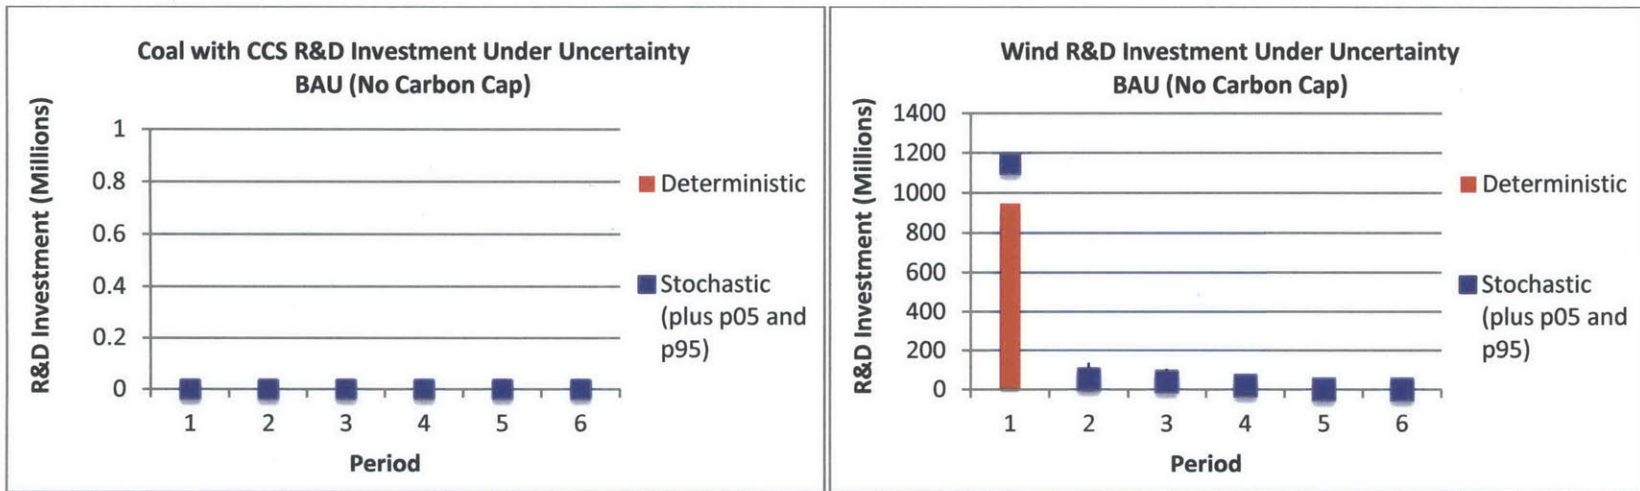 Coal with CCS R&D Investment Under Uncertainty
BAU (No Carbon Cap)
R&D Investment (Millions)
1
0.8
0.6
0.4
0.2
0
1 2 3 4 5 6
Period
Deterministic
Stochastic
(plus p05 and
p95)
Wind R&D Investment Under Uncertainty
BAU (No Carbon Cap)
R&D Investment (Millions)
1400
1200
1000
800
600
400
200
0
1 2 3 4 5 6
Period
Deterministic
Stochastic
(plus p05 and
p95)